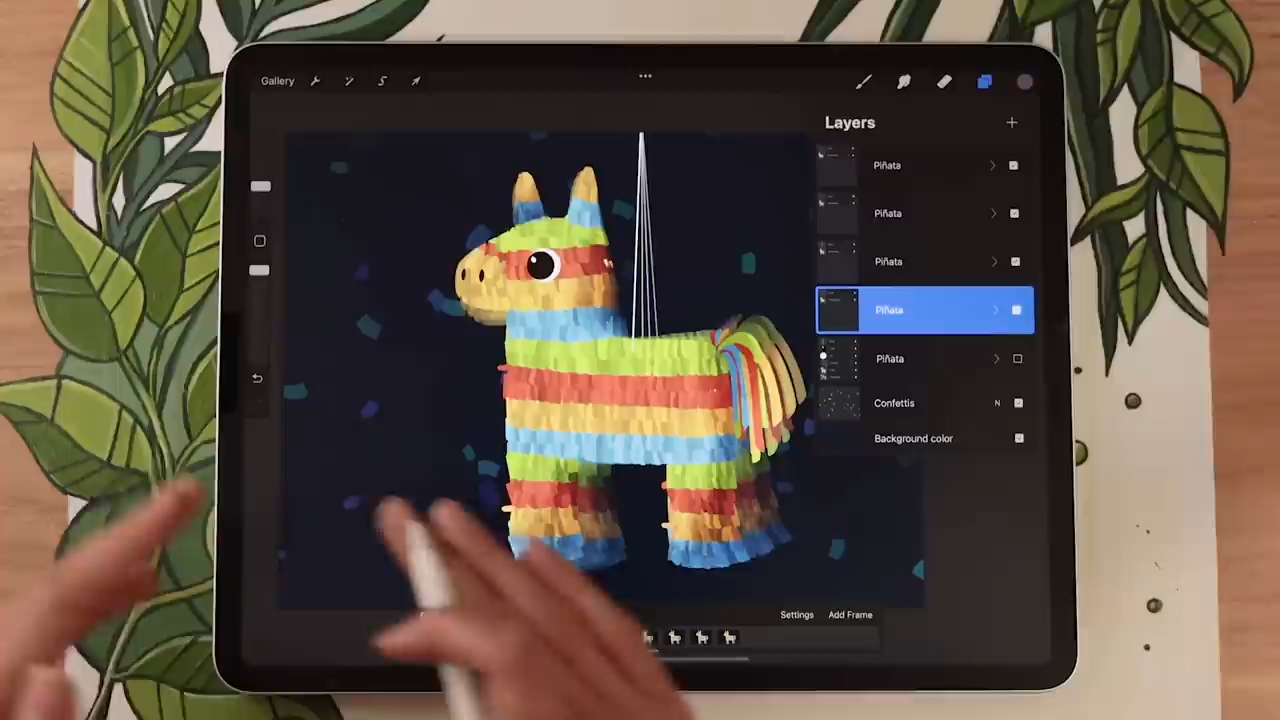 Gallery
Layers
Piñata
Piñata
Piñata
Piñata
Piñata
Confettis N
Background color
Settings Add Frame